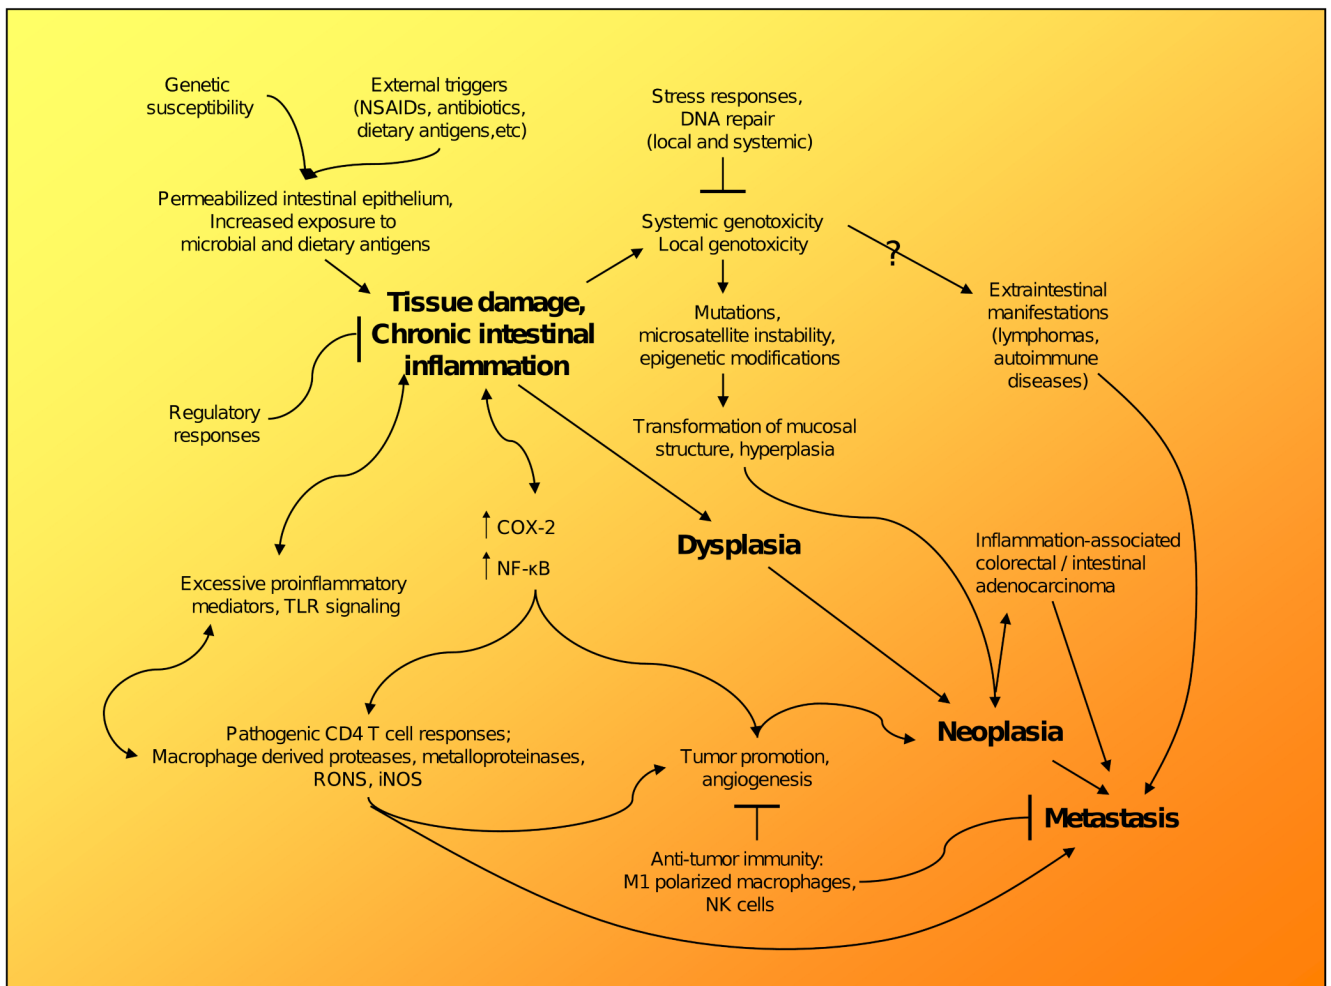 Genetic
susceptibility
External triggers
(NSAIDs, antibiotics,
dietary antigens,etc)
Stress responses,
DNA repair
(local and systemic)
Permeabilized intestinal epithelium,
Increased exposure to
microbial and dietary antigens
Systemic genotoxicity
Local genotoxicity
?
Tissue damage,
Chronic intestinal
inflammation
Extraintestinal
manifestations
(lymphomas,
autoimmune
diseases)
Mutations,
microsatellite instability,
epigenetic modifications
Regulatory
responses
Transformation of mucosal
structure, hyperplasia
↑ COX-2
↑ NF-κB
Dysplasia
Inflammation-associated
colorectal / intestinal
adenocarcinoma
Excessive proinflammatory
mediators, TLR signaling
Pathogenic CD4 T cell responses;
Macrophage derived proteases, metalloproteinases,
RONS, iNOS
Tumor promotion,
angiogenesis
Neoplasia
Metastasis
Anti-tumor immunity:
M1 polarized macrophages,
NK cells